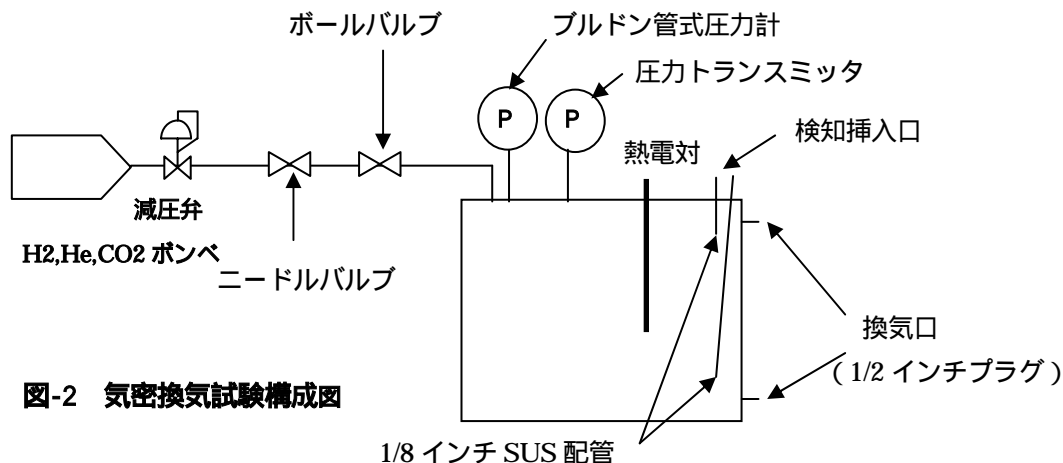 ボールバルブ
ブルドン管式圧力計
圧力トランスミッタ
P
P
検知挿入口
熱電対
減圧弁
H2,He,CO2 ボンベ
ニードルバルブ
換気口
（1/2 インチプラグ）
図-2 気密換気試験構成図
1/8 インチ SUS 配管